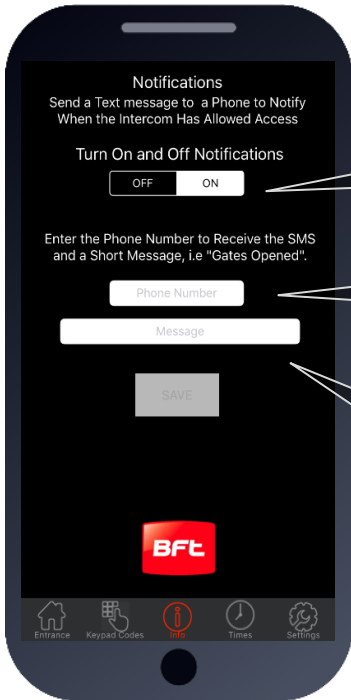 Notifications
Send a Text message to a Phone to Notify
When the Intercom Has Allowed Access
Turn On and Off Notifications
OFF ON
Enter the Phone Number to Receive the SMS
and a Short Message, i.e "Gates Opened".
Phone Number
Message
SAVE
BFt
Entrance Keypad Codes Info Times Settings